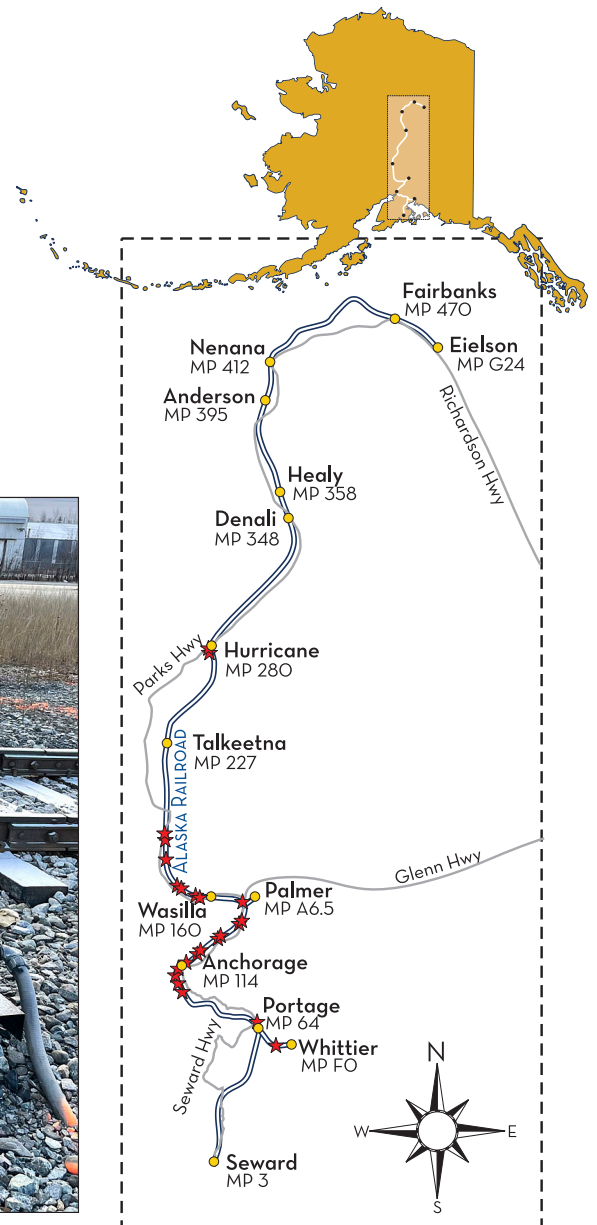 Fairbanks
MP 470
Eielson
MP G24
Nenana
MP 412
Anderson
MP 395
Richardson Hwy
Healy
MP 358
Denali
MP 348
Parks Hwy
Hurricane
MP 280
Talkeetna
MP 227
ALASKA RAILROAD
Glenn Hwy
Wasilla
MP 160
Palmer
MP A6.5
Anchorage
MP 114
Portage
MP 64
Seward Hwy
Whittier
MP F0
Seward
MP 3
N
W
E
S